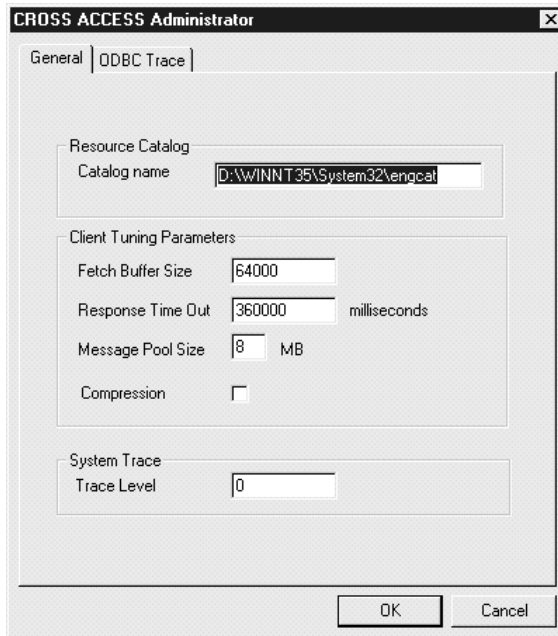 CROSS ACCESS Administrator
General ODBC Trace
Resource Catalog
Catalog name D:\WINNT35\System32\engcat
Client Tuning Parameters
Fetch Buffer Size 64000
Response Time Out 360000 milliseconds
Message Pool Size 8 MB
Compression
System Trace
Trace Level 0
OK Cancel